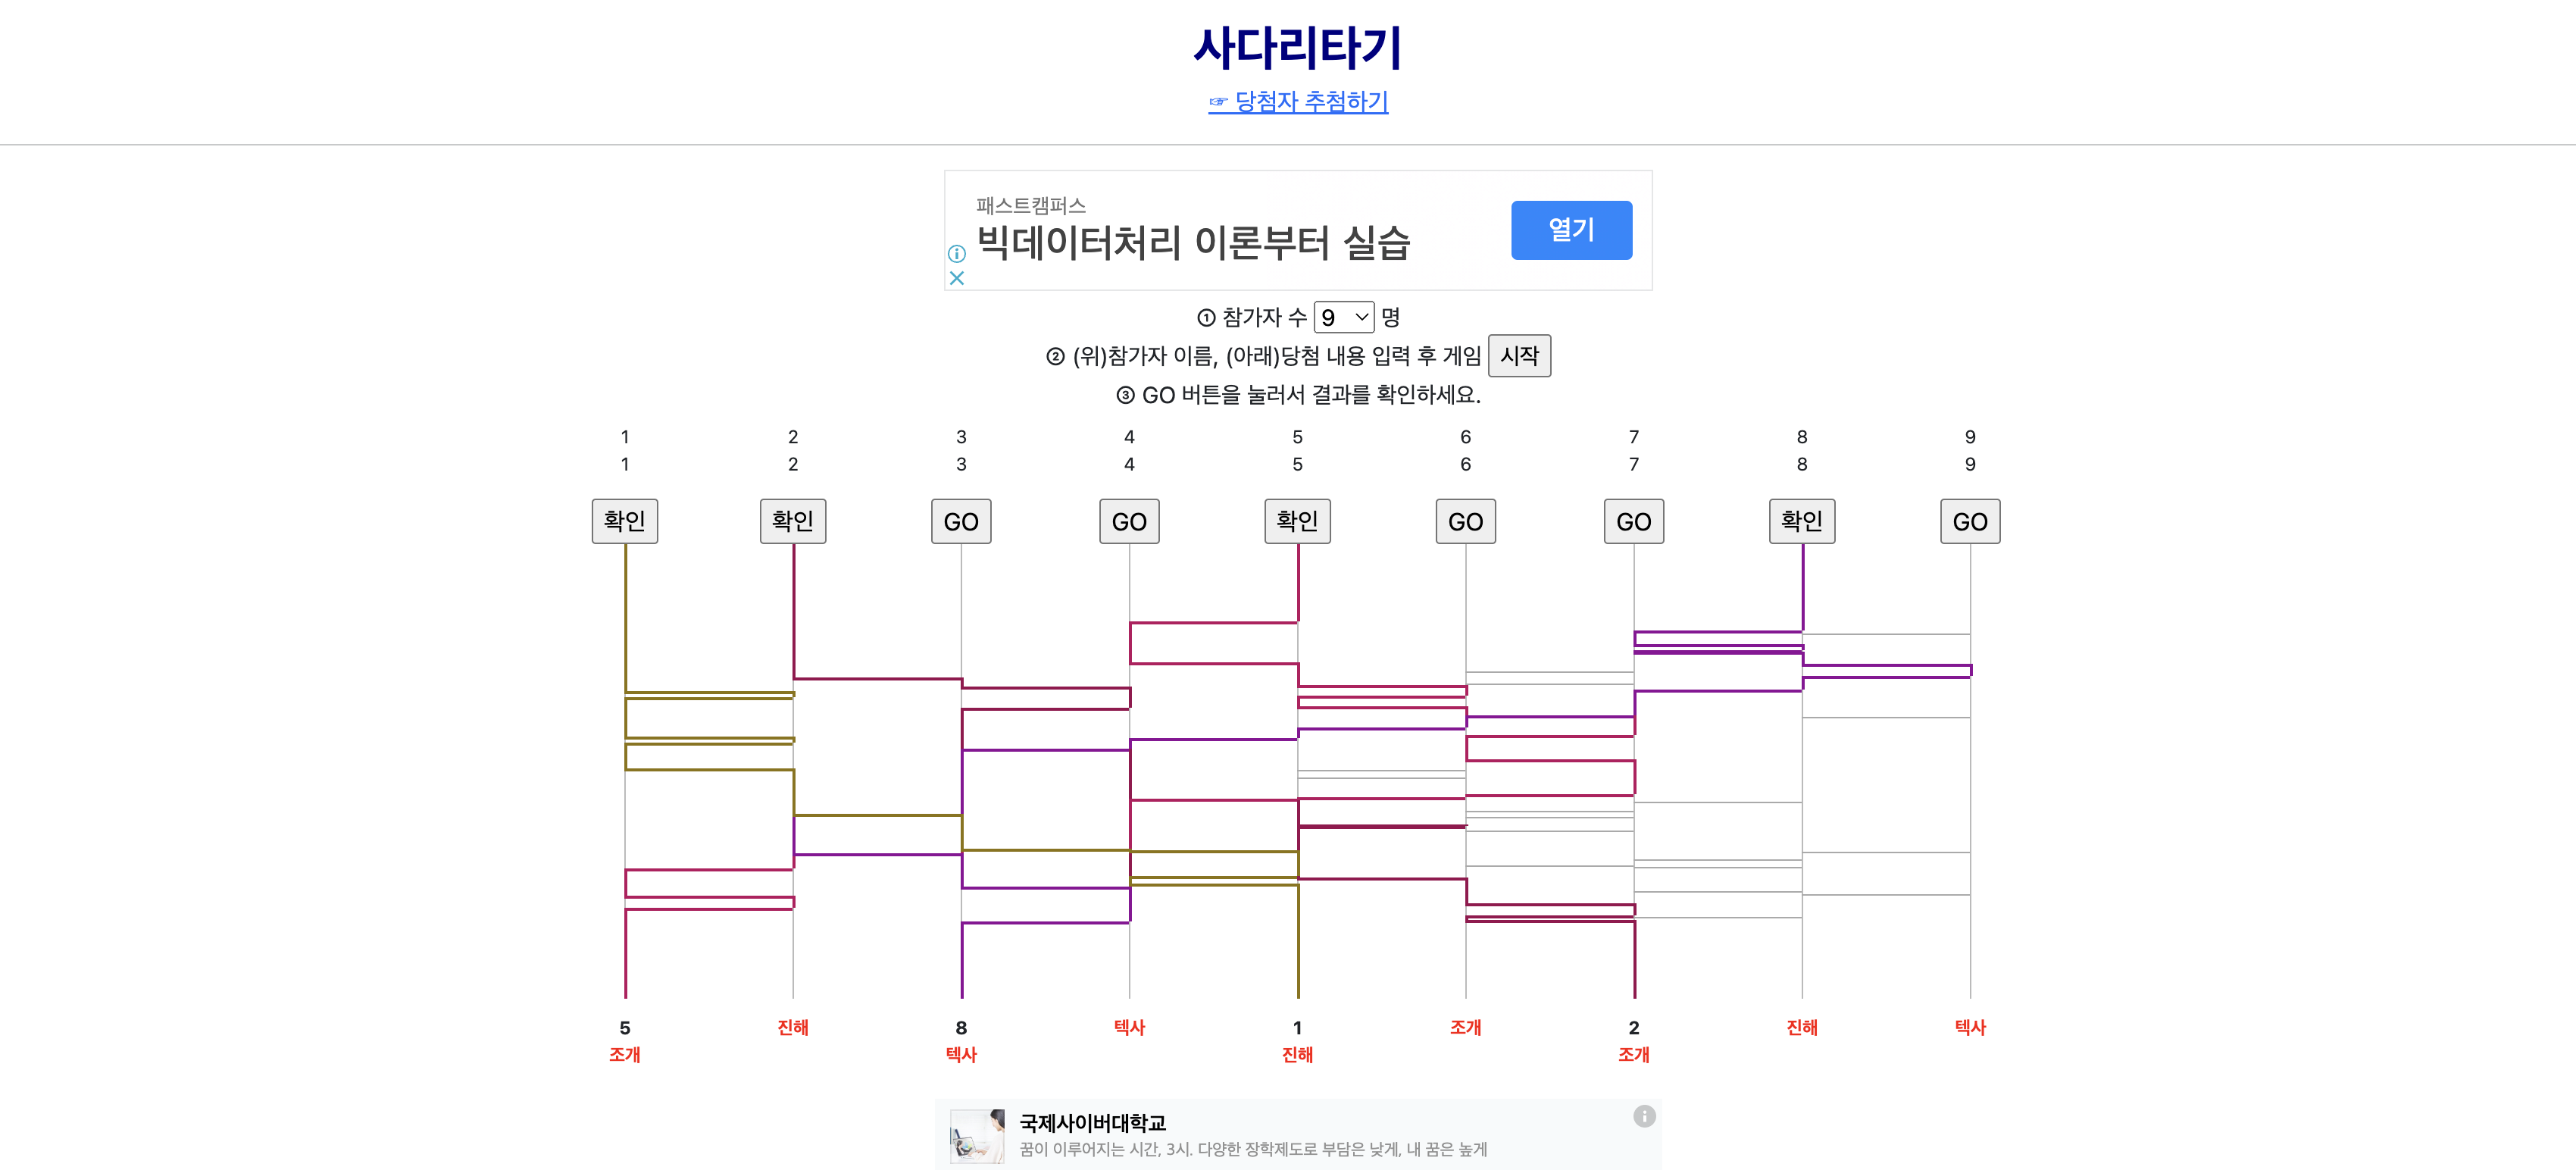 사다리타기
☞ 당첨자 추첨하기
패스트캠퍼스
빅데이터처리 이론부터 실습
열기
① 참가자 수 9 명
② (위)참가자 이름, (아래)당첨 내용 입력 후 게임 시작
③ GO 버튼을 눌러서 결과를 확인하세요.
1 2 3 4 5 6 7 8 9
1 2 3 4 5 6 7 8 9
확인 확인 GO GO 확인 GO GO 확인 GO
5 진해 8 텍사 1 조개 2 진해 텍사
조개 텍사 진해 조개
국제사이버대학교
꿈이 이루어지는 시간, 3시. 다양한 장학제도로 부담은 낮게, 내 꿈은 높게